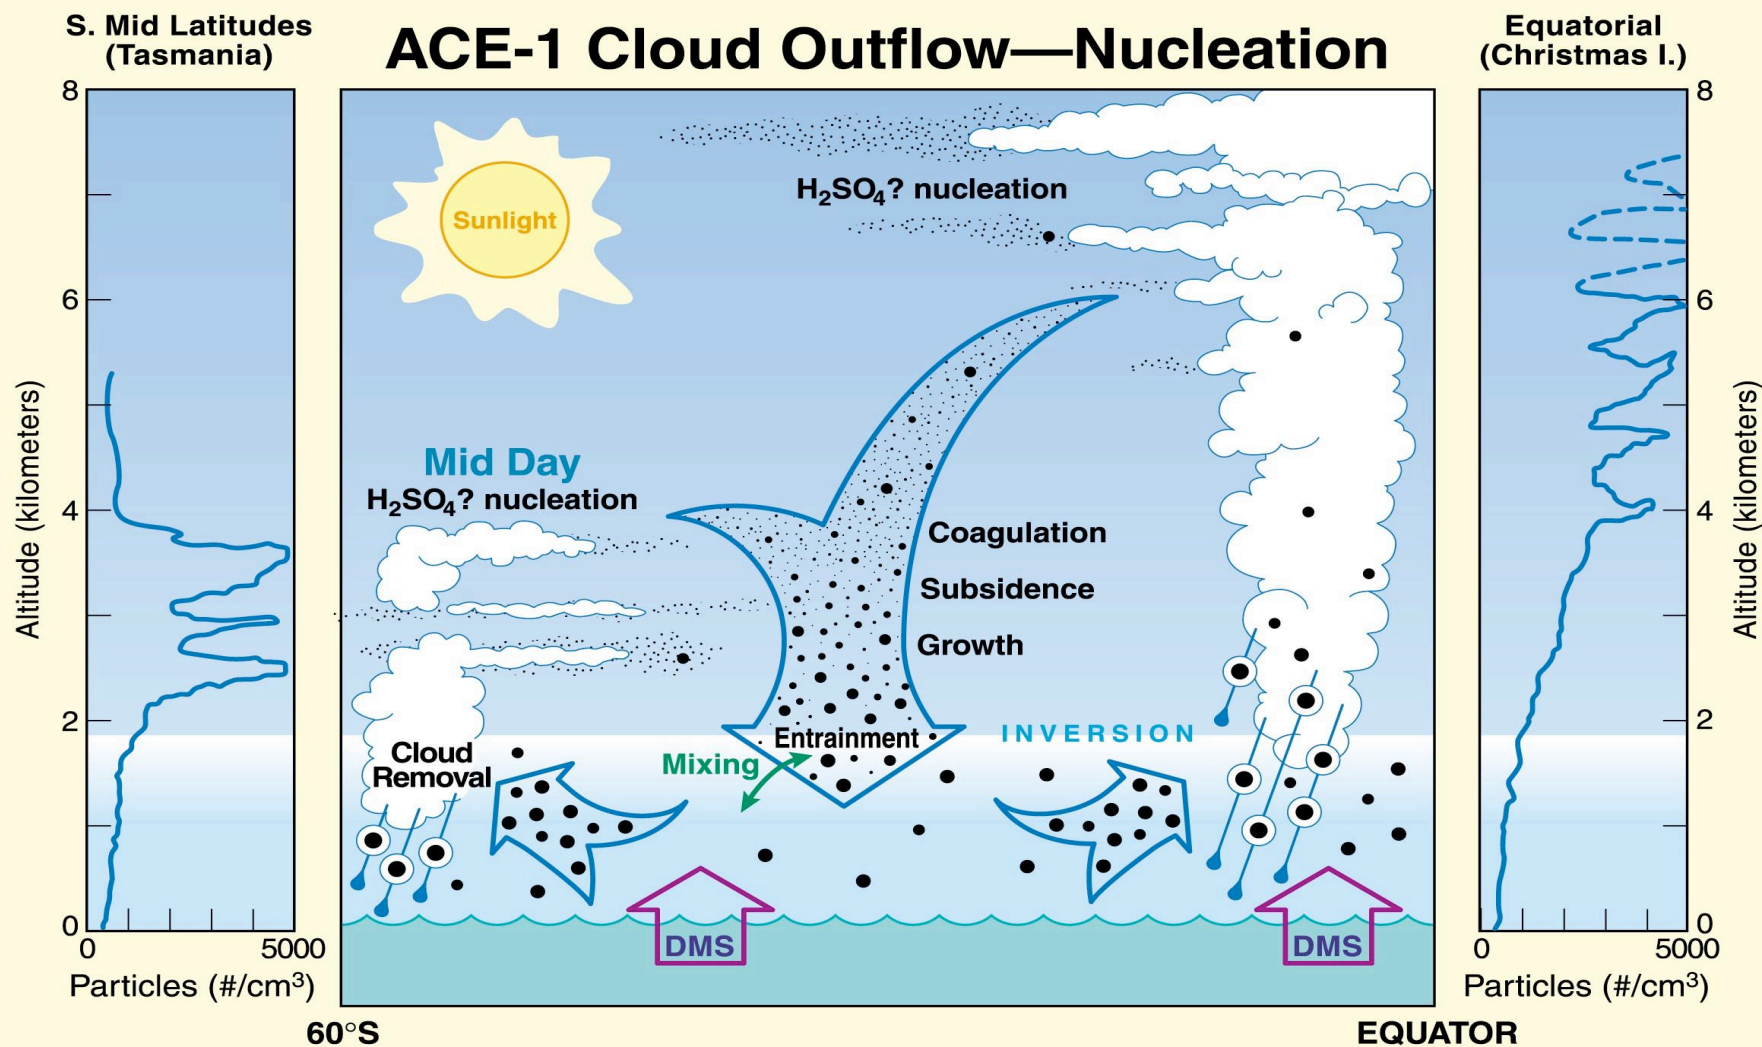 S. Mid Latitudes
(Tasmania)
ACE-1 Cloud Outflow—Nucleation
Equatorial
(Christmas I.)
8
6
4
2
0
Altitude (kilometers)
0 5000
Particles (#/cm³)
Sunlight
H₂SO₄? nucleation
Mid Day
H₂SO₄? nucleation
Coagulation
Subsidence
Growth
Entrainment
INVERSION
Mixing
Cloud
Removal
DMS
DMS
60°S
EQUATOR
8
6
4
2
0
Altitude (kilometers)
0 5000
Particles (#/cm³)